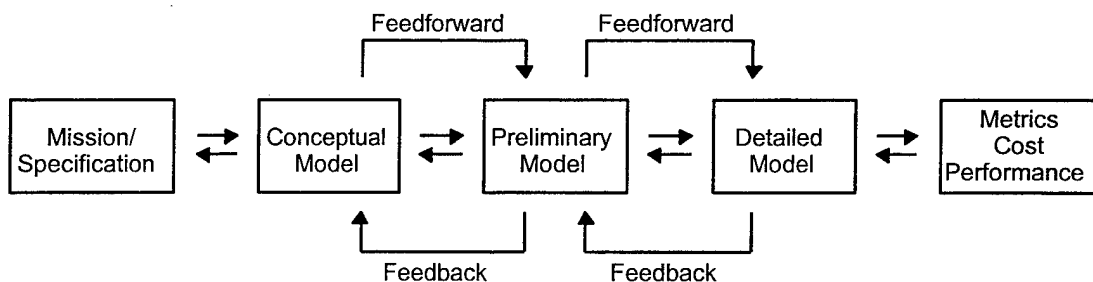 Feedforward
Feedforward
Mission/
Specification
Conceptual
Model
Preliminary
Model
Detailed
Model
Metrics
Cost
Performance
Feedback
Feedback